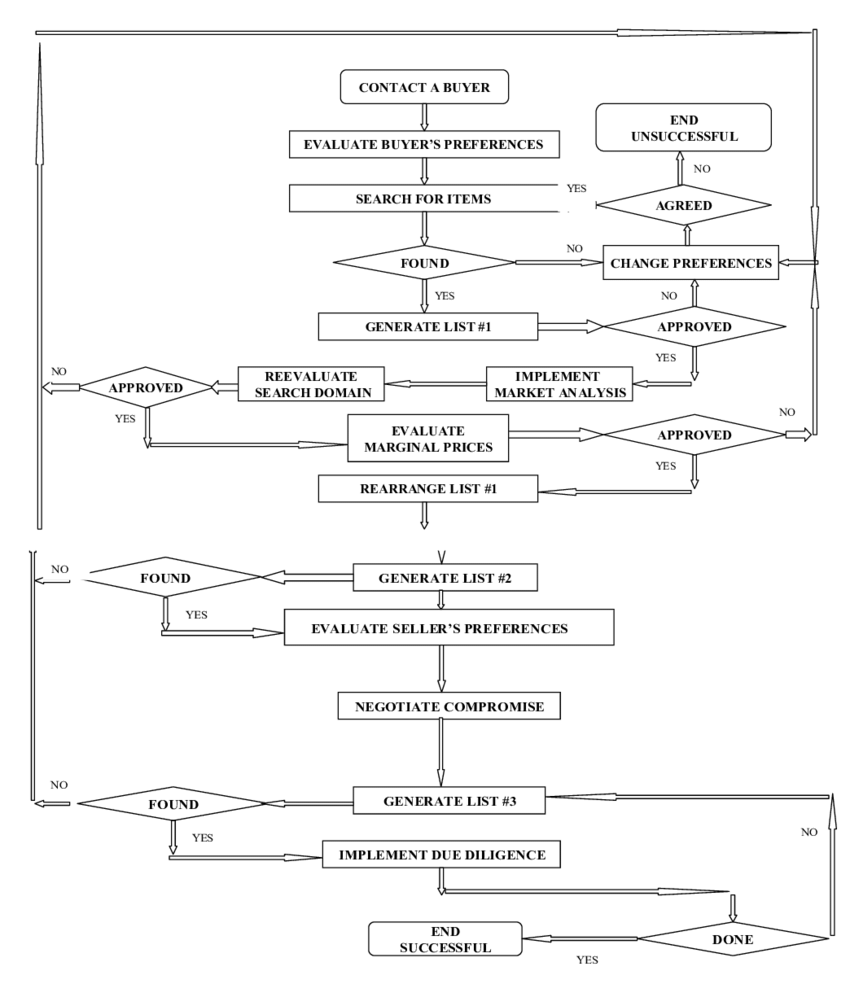 CONTACT A BUYER
END
UNSUCCESSFUL
EVALUATE BUYER'S PREFERENCES
NO
YES
SEARCH FOR ITEMS
AGREED
NO
FOUND
CHANGE PREFERENCES
YES
NO
GENERATE LIST #1
APPROVED
YES
NO
APPROVED
REEVALUATE
SEARCH DOMAIN
IMPLEMENT
MARKET ANALYSIS
YES
NO
EVALUATE
MARGINAL PRICES
APPROVED
YES
REARRANGE LIST #1
NO
FOUND
GENERATE LIST #2
YES
EVALUATE SELLER'S PREFERENCES
NEGOTIATE COMPROMISE
NO
FOUND
GENERATE LIST #3
YES
NO
IMPLEMENT DUE DILIGENCE
END
SUCCESSFUL
DONE
YES